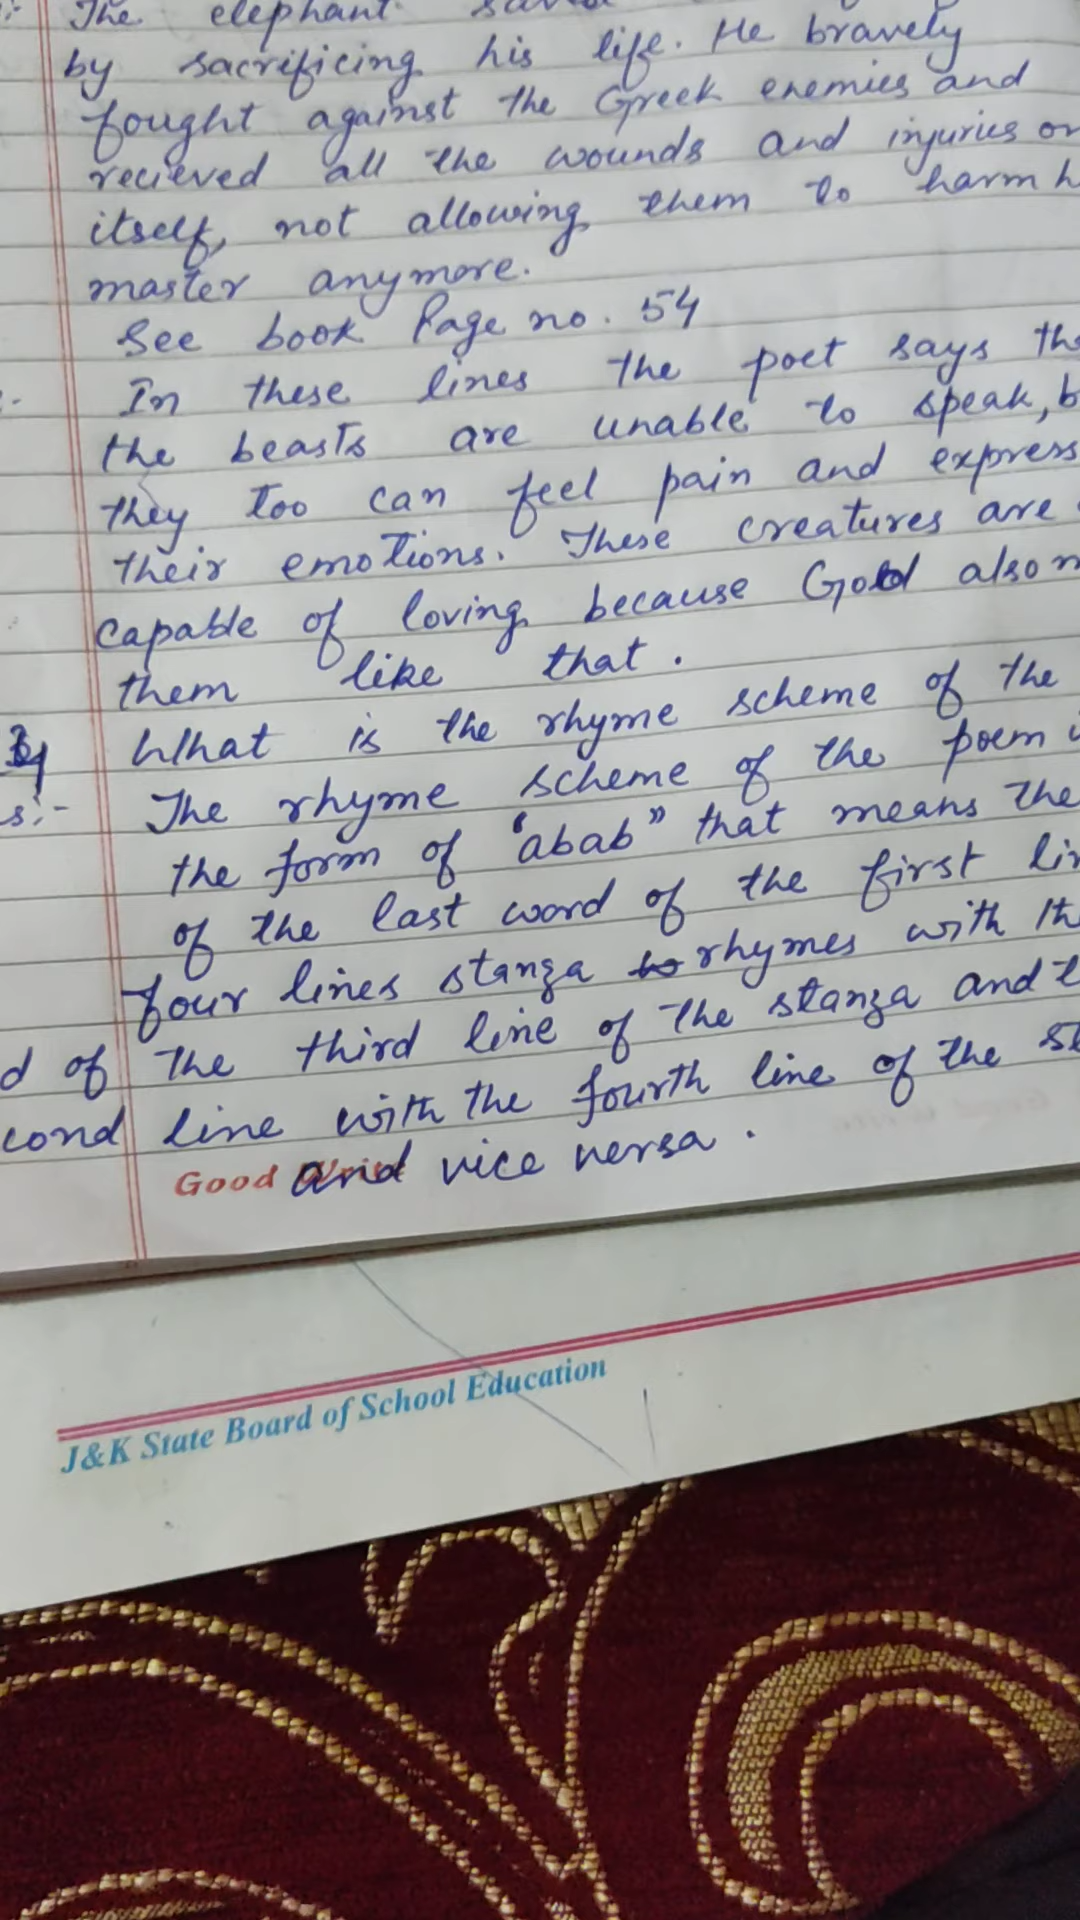 The elephant
by sacrificing his life. He bravely
fought against the Greek enemies and
recieved all the wounds and injuries on
itself, not allowing them to harm h
master anymore.
See book Page no. 54
In these lines the poet says th
the beasts are unable to speak, b
they too can feel pain and express
their emotions. These creatures are
capable of loving because God also m
them like that.
What is the rhyme scheme of the
s:- The rhyme scheme of the poem i
the form of "abab" that means the
of the last word of the first lin
four lines stanza rhymes with the
d of the third line of the stanza and t
cond line with the fourth line of the st
and vice versa.
Good
J&K State Board of School Education